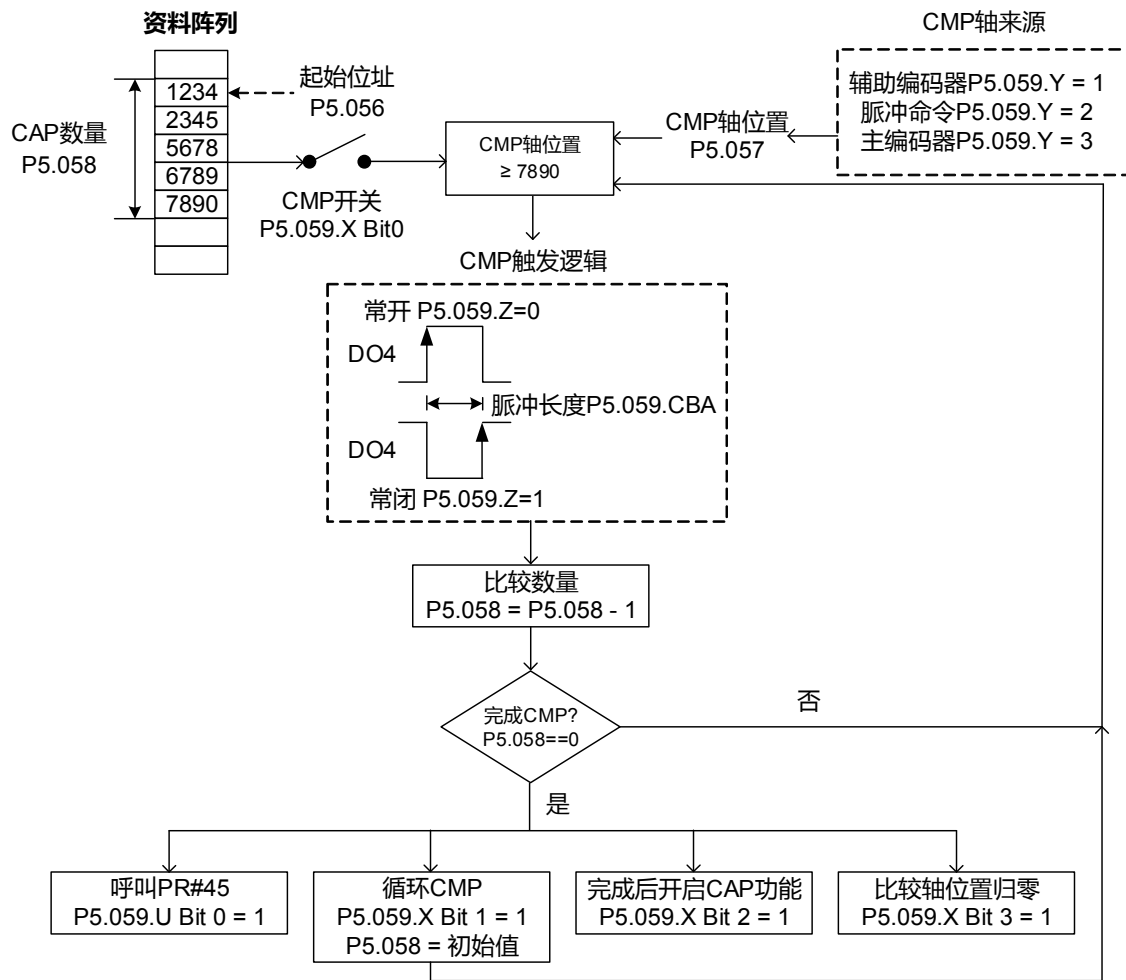 资料阵列
CMP轴来源
1234
2345
5678
6789
7890
起始位址
P5.056
CAP数量
P5.058
CMP开关
P5.059.X Bit0
CMP轴位置
≥ 7890
CMP轴位置
P5.057
辅助编码器P5.059.Y = 1
脉冲命令P5.059.Y = 2
主编码器P5.059.Y = 3
CMP触发逻辑
常开 P5.059.Z=0
DO4
脉冲长度P5.059.CBA
DO4
常闭 P5.059.Z=1
比较数量
P5.058 = P5.058 - 1
完成CMP?
P5.058==0
否
是
呼叫PR#45
P5.059.U Bit 0 = 1
循环CMP
P5.059.X Bit 1 = 1
P5.058 = 初始值
完成后开启CAP功能
P5.059.X Bit 2 = 1
比较轴位置归零
P5.059.X Bit 3 = 1